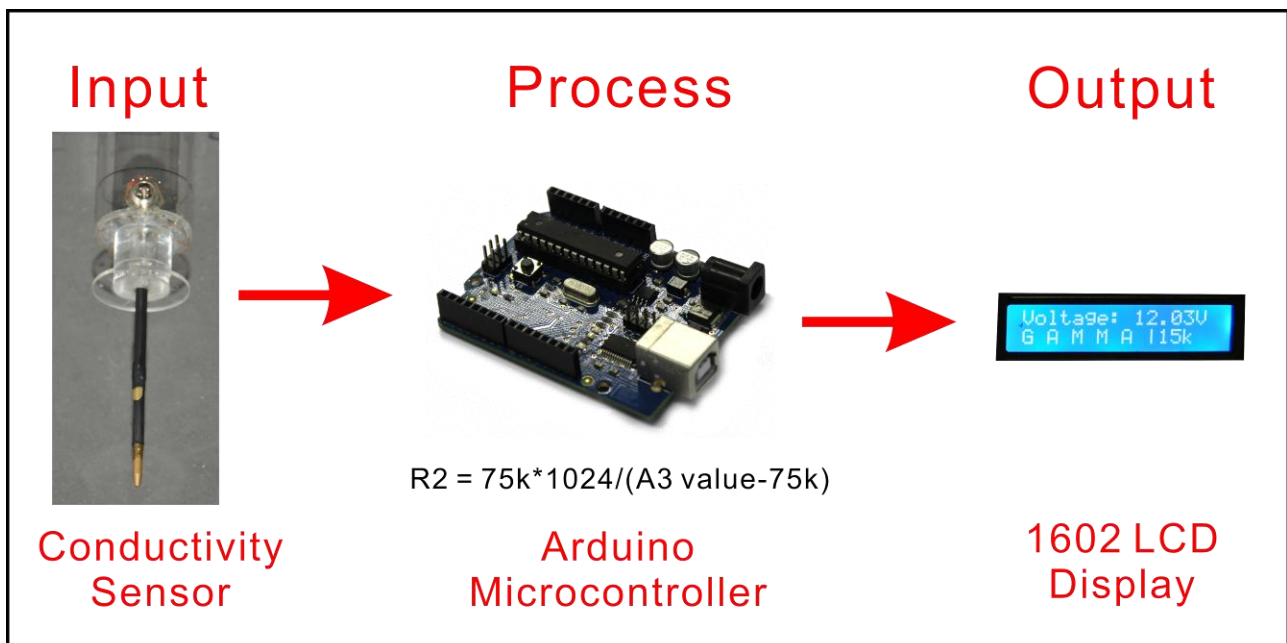 Input
Process
Output
Voltage: 12.03V
G A M M A |15k
R2 = 75k*1024/(A3 value-75k)
Conductivity
Sensor
Arduino
Microcontroller
1602 LCD
Display